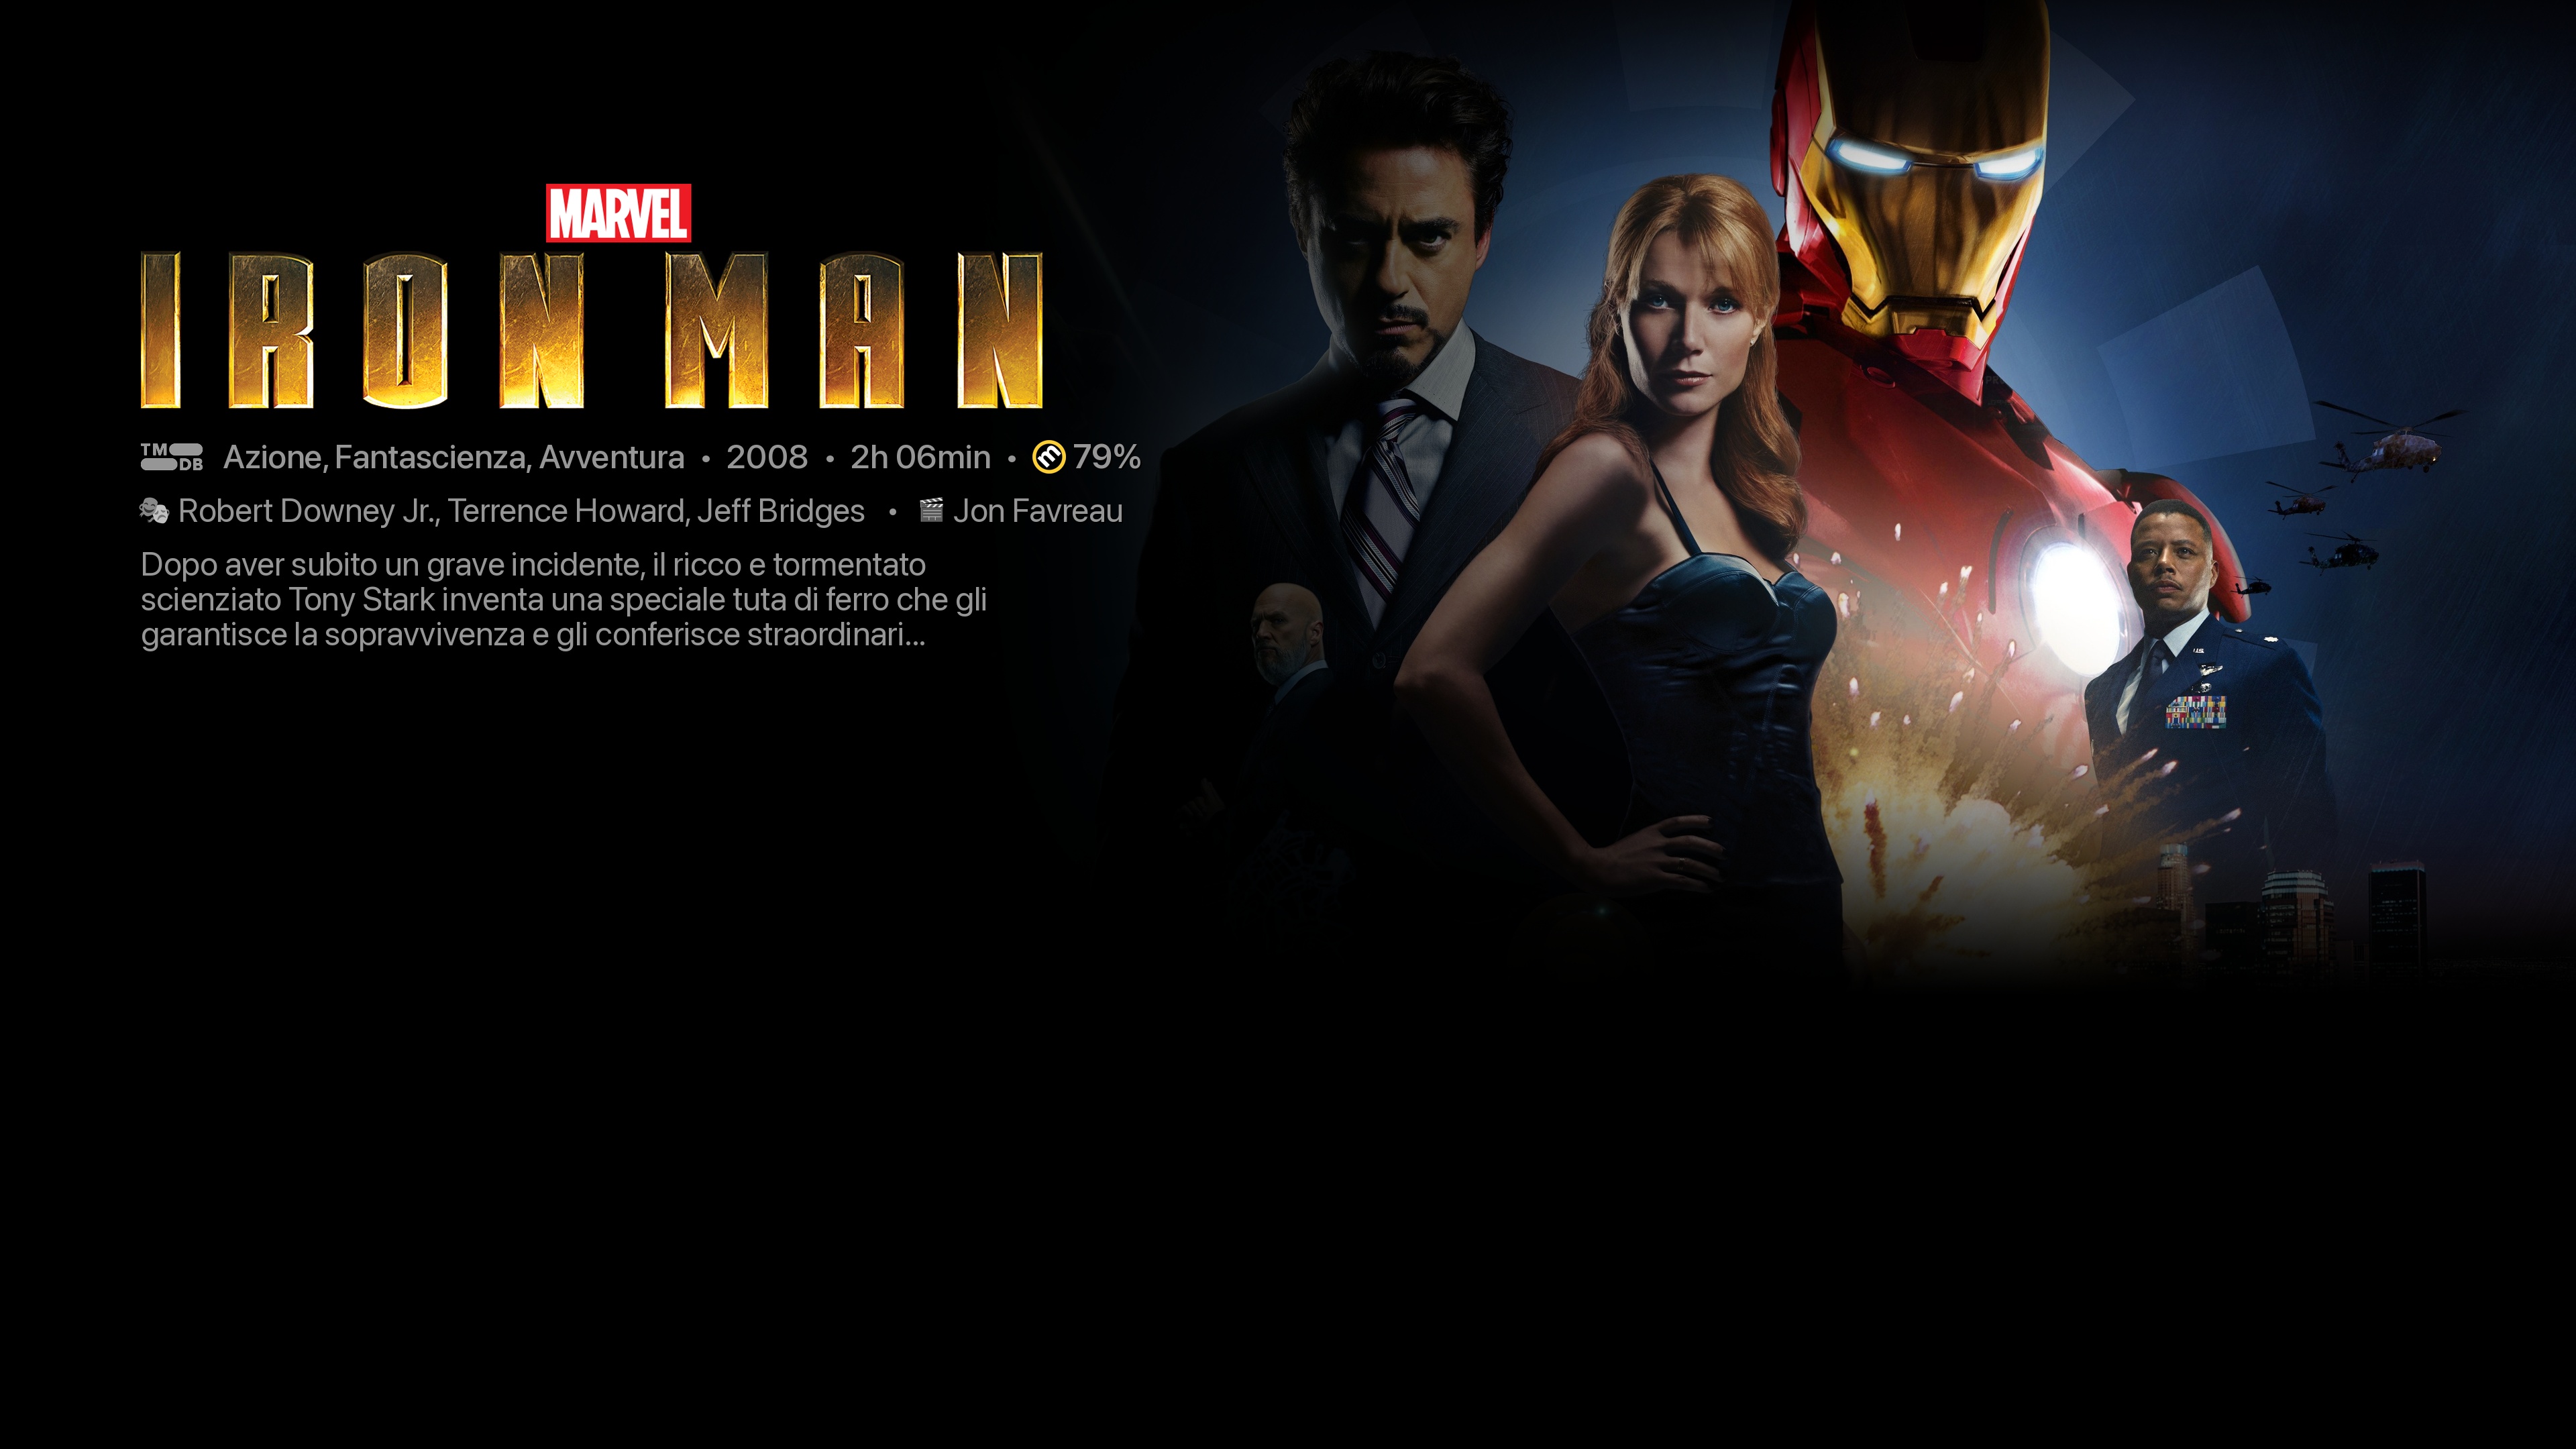 MARVEL
IRON MAN
TMDB Azione, Fantascienza, Avventura • 2008 • 2h 06min • m 79%
Robert Downey Jr., Terrence Howard, Jeff Bridges • Jon Favreau
Dopo aver subito un grave incidente, il ricco e tormentato
scienziato Tony Stark inventa una speciale tuta di ferro che gli
garantisce la sopravvivenza e gli conferisce straordinari...
U.S.